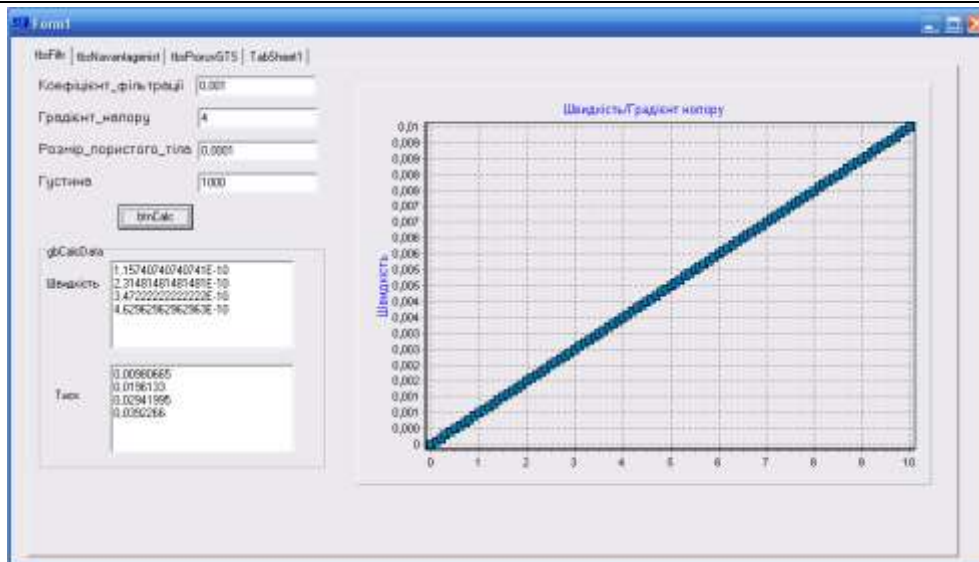 Form1
tbsFiltr tbsNavantagenist tbsPorusGTS TabSheet1
Коефіцієнт_фільтрації 0.001
Градієнт_напору 4
Розмір_пористого_тіла 0.0001
Густина 1000
btnCalc
gbCalcData
Швидкість
1,15740740740741E-10
2,31481481481481E-10
3,47222222222222E-10
4,62962962962963E-10
Тиск
0.00980665
0.0196133
0.02941995
0.0392266
Швидкість/Градієнт напору
Швидкість
0,01
0,009
0,009
0,008
0,008
0,007
0,007
0,006
0,006
0,005
0,005
0,004
0,004
0,003
0,003
0,002
0,002
0,001
0,001
0,000
0
0 1 2 3 4 5 6 7 8 9 10